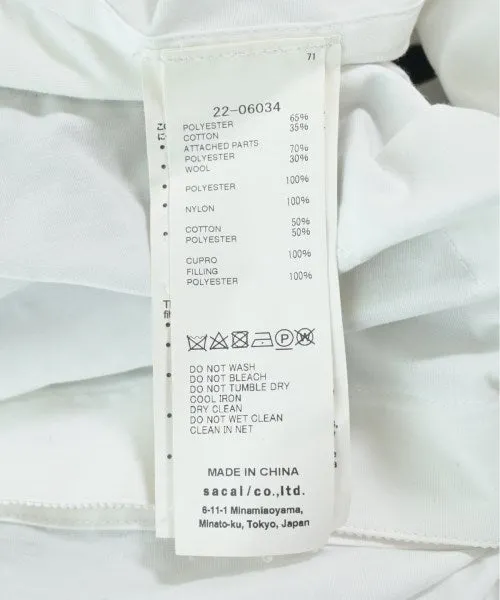 71
22-06034
POLYESTER 65%
COTTON 35%
ATTACHED PARTS
POLYESTER 70%
WOOL 30%
POLYESTER 100%
NYLON 100%
COTTON 50%
POLYESTER 50%
CUPRO 100%
FILLING
POLYESTER 100%
P W
DO NOT WASH
DO NOT BLEACH
DO NOT TUMBLE DRY
COOL IRON
DRY CLEAN
DO NOT WET CLEAN
CLEAN IN NET
MADE IN CHINA
sacai/co.,ltd.
6-11-1 Minamiaoyama,
Minato-ku, Tokyo, Japan